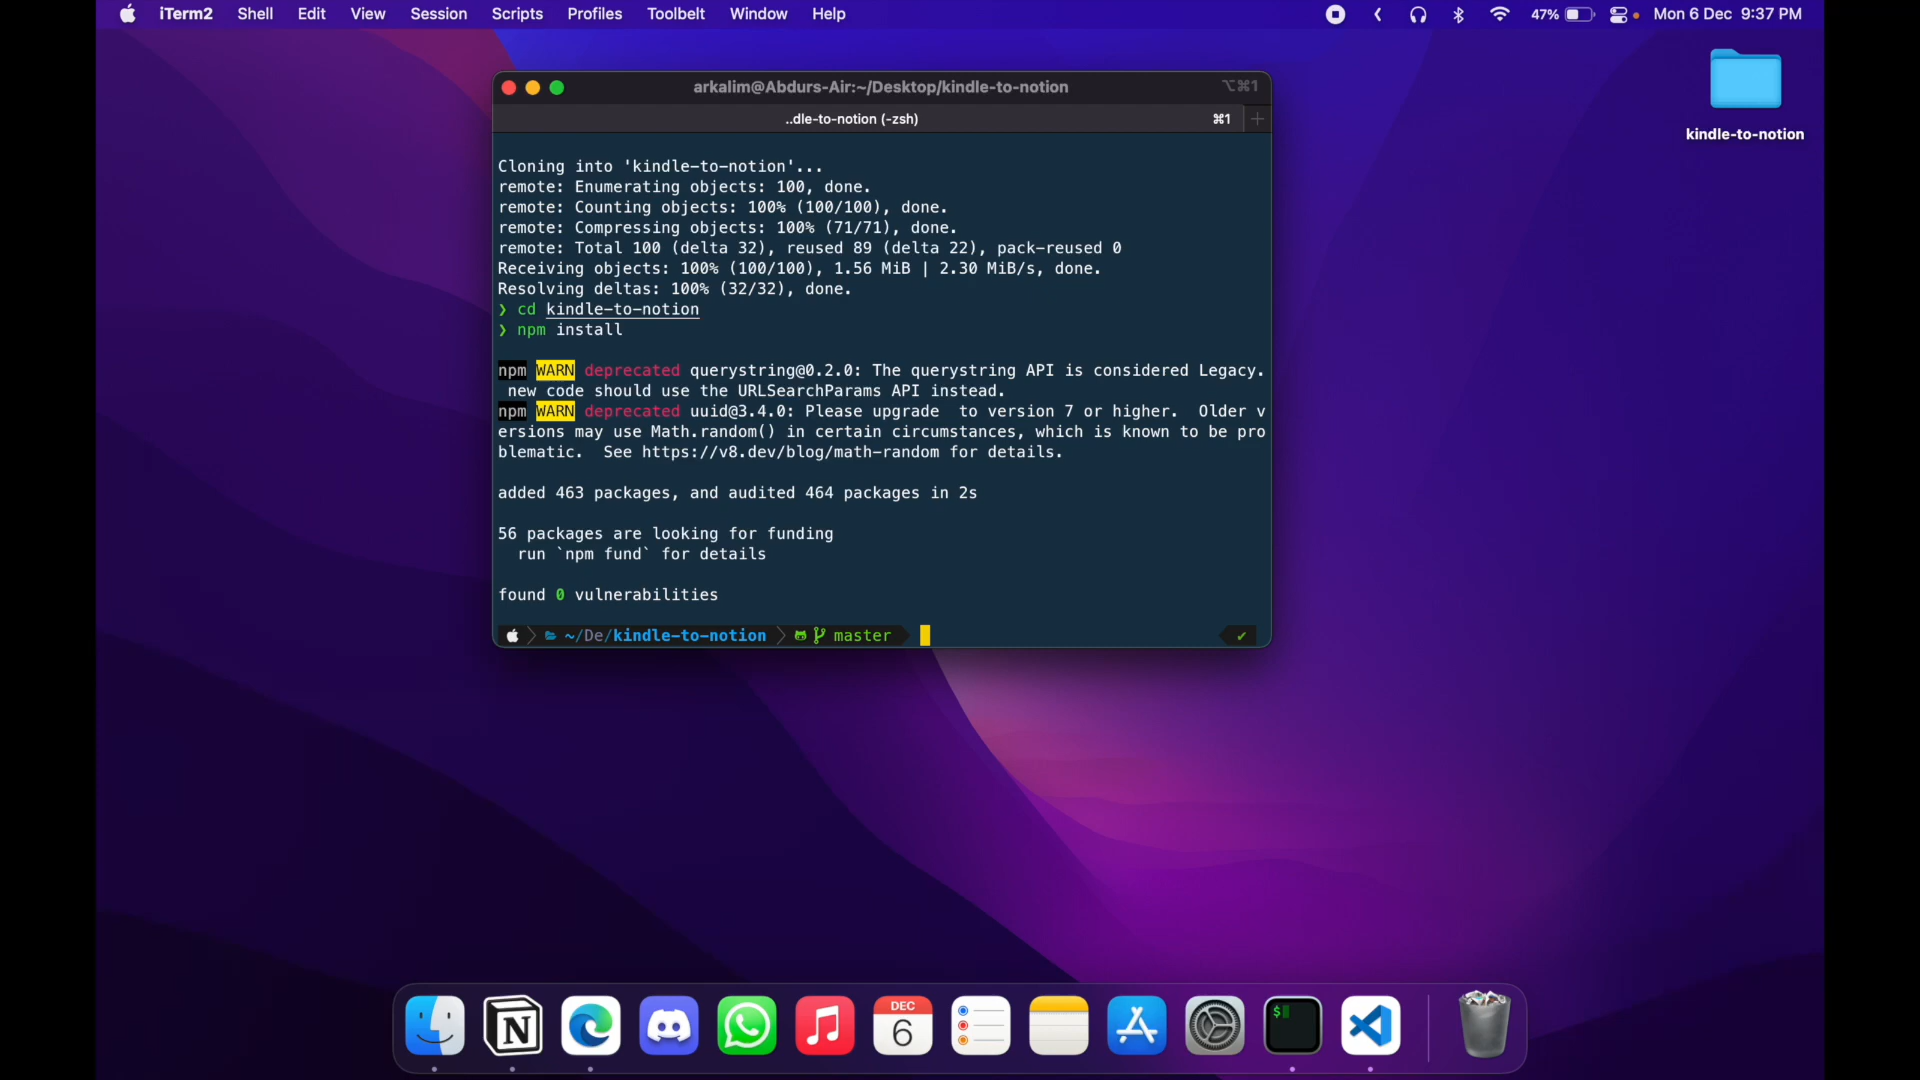 iTerm2 Shell Edit View Session Scripts Profiles Toolbelt Window Help 47% Mon 6 Dec 9:37 PM
kindle-to-notion
arkalim@Abdurs-Air:~/Desktop/kindle-to-notion ⌥⌘1
..dle-to-notion (-zsh) ⌘1
Cloning into 'kindle-to-notion'...
remote: Enumerating objects: 100, done.
remote: Counting objects: 100% (100/100), done.
remote: Compressing objects: 100% (71/71), done.
remote: Total 100 (delta 32), reused 89 (delta 22), pack-reused 0
Receiving objects: 100% (100/100), 1.56 MiB | 2.30 MiB/s, done.
Resolving deltas: 100% (32/32), done.
❯ cd kindle-to-notion
❯ npm install
npm WARN deprecated querystring@0.2.0: The querystring API is considered Legacy.
new code should use the URLSearchParams API instead.
npm WARN deprecated uuid@3.4.0: Please upgrade  to version 7 or higher.  Older v
ersions may use Math.random() in certain circumstances, which is known to be pro
blematic.  See https://v8.dev/blog/math-random for details.
added 463 packages, and audited 464 packages in 2s
56 packages are looking for funding
run `npm fund` for details
found 0 vulnerabilities
~/De/kindle-to-notion master ✔
DEC
6
$